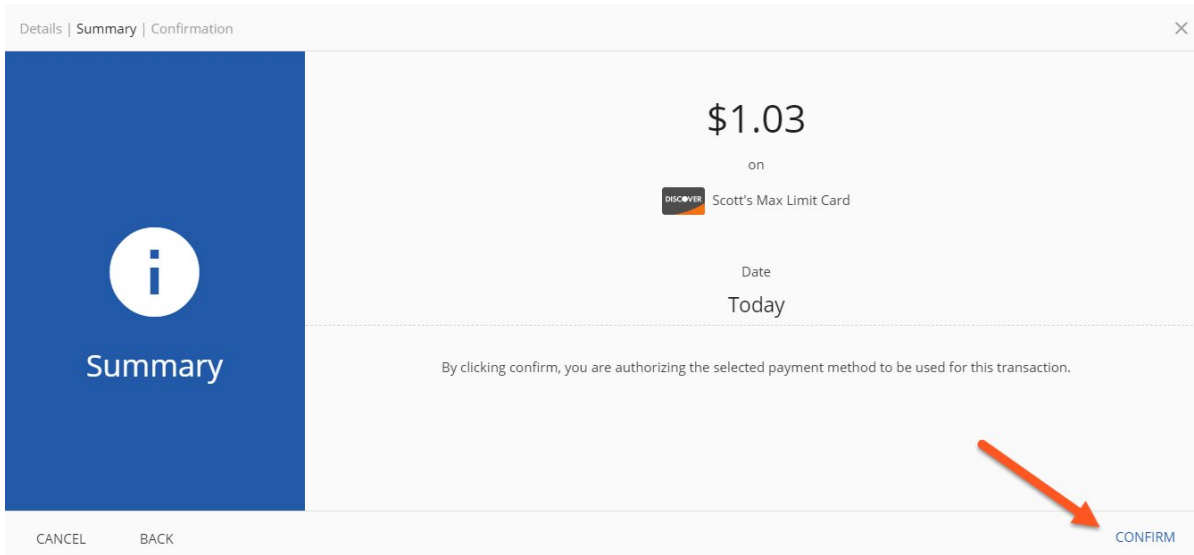 Details | Summary | Confirmation
$1.03
on
DISCOVER Scott's Max Limit Card
Date
Today
i
Summary
By clicking confirm, you are authorizing the selected payment method to be used for this transaction.
CANCEL BACK CONFIRM